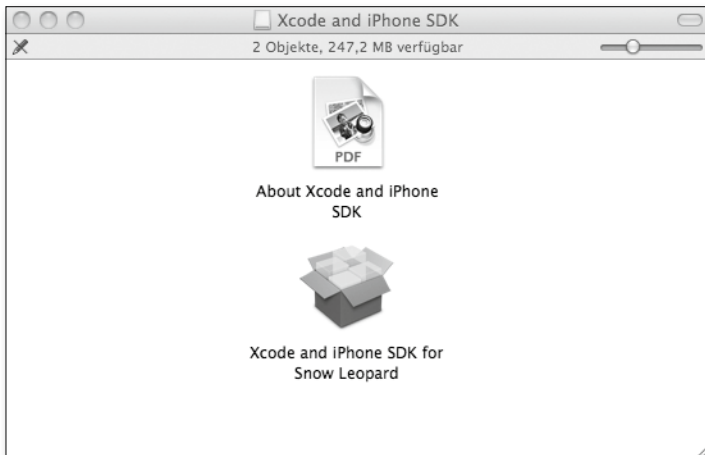 Xcode and iPhone SDK
2 Objekte, 247,2 MB verfügbar
PDF
About Xcode and iPhone
SDK
Xcode and iPhone SDK for
Snow Leopard